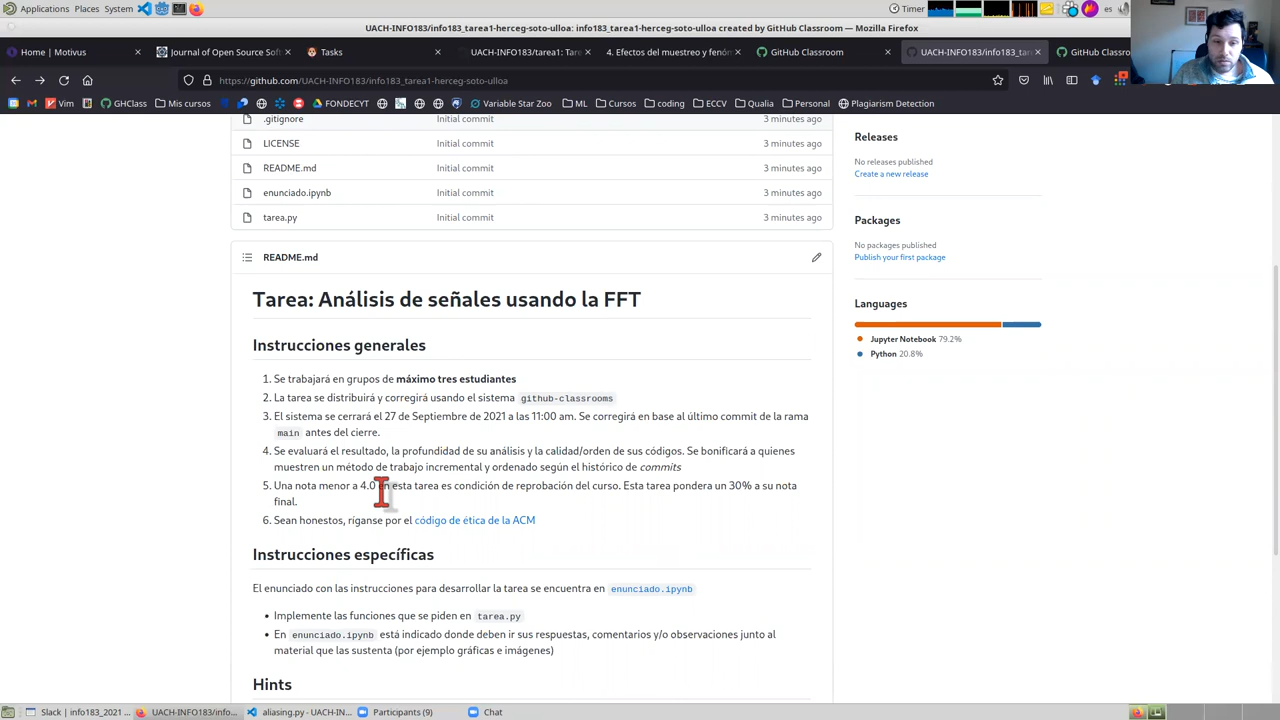 Applications Places System
Timer
es
UACH-INFO183/info183_tarea1-herceg-soto-ulloa: info183_tarea1-herceg-soto-ulloa created by GitHub Classroom — Mozilla Firefox
Home | Motivus
Journal of Open Source Sof
Tasks
UACH-INFO183/info183_tarea1: Tare
4. Efectos del muestreo y fenóm
GitHub Classroom
UACH-INFO183/info183_tar
GitHub Classroom
https://github.com/UACH-INFO183/info183_tarea1-herceg-soto-ulloa
Vim
GHClass
Mis cursos
FONDECYT
Variable Star Zoo
ML
Cursos
coding
ECCV
Qualia
Personal
Plagiarism Detection
.gitignore Initial commit 3 minutes ago
LICENSE Initial commit 3 minutes ago
README.md Initial commit 3 minutes ago
enunciado.ipynb Initial commit 3 minutes ago
tarea.py Initial commit 3 minutes ago
README.md
Tarea: Análisis de señales usando la FFT
Instrucciones generales
1. Se trabajará en grupos de máximo tres estudiantes
2. La tarea se distribuirá y corregirá usando el sistema github-classrooms
3. El sistema se cerrará el 27 de Septiembre de 2021 a las 11:00 am. Se corregirá en base al último commit de la rama
main antes del cierre.
4. Se evaluará el resultado, la profundidad de su análisis y la calidad/orden de sus códigos. Se bonificará a quienes
muestren un método de trabajo incremental y ordenado según el histórico de commits
5. Una nota menor a 4.0 en esta tarea es condición de reprobación del curso. Esta tarea pondera un 30% a su nota
final.
6. Sean honestos, ríganse por el código de ética de la ACM
Instrucciones específicas
El enunciado con las instrucciones para desarrollar la tarea se encuentra en enunciado.ipynb
• Implemente las funciones que se piden en tarea.py
• En enunciado.ipynb está indicado donde deben ir sus respuestas, comentarios y/o observaciones junto al
material que las sustenta (por ejemplo gráficas e imágenes)
Hints
Releases
No releases published
Create a new release
Packages
No packages published
Publish your first package
Languages
Jupyter Notebook 79.2%
Python 20.8%
Slack | info183_2021 ...
UACH-INFO183/info...
aliasing.py - UACH-IN...
Participants (9)
Chat